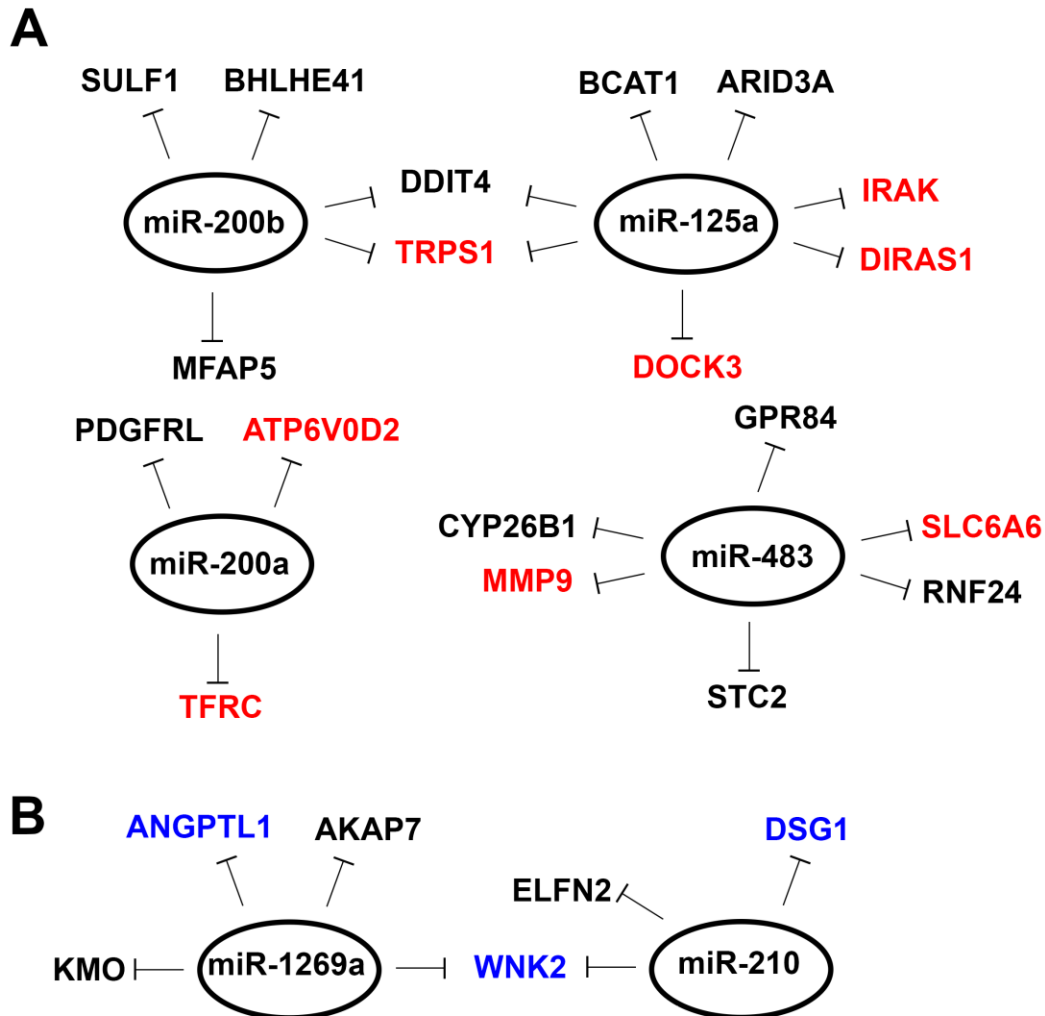 A
SULF1 BHLHE41 BCAT1 ARID3A
DDIT4 IRAK
miR-200b miR-125a
TRPS1 DIRAS1
MFAP5 DOCK3
PDGFRL ATP6V0D2 GPR84
CYP26B1 SLC6A6
miR-200a miR-483
MMP9 RNF24
TFRC STC2
B
ANGPTL1 AKAP7 DSG1
ELFN2
KMO miR-1269a WNK2 miR-210